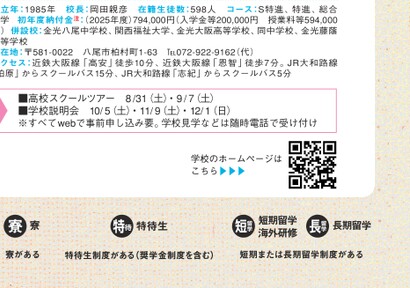 立年：1985年　校長：岡田親彦　在籍生徒数：598人　コース：S特進、特進、総合
学　初年度納付金注：（2025年度）794,000円（入学金等200,000円　授業料等594,000
）併設校：金光八尾中学校、関西福祉大学、金光大阪高等学校、同中学校、金光藤蔭
等学校
在地：〒581-0022　八尾市柏村町1-63　TEL072-922-9162（代）
クセス：近鉄大阪線「高安」徒歩10分、近鉄大阪線「恩智」徒歩7分。JR大和路線
柏原」からスクールバス15分、JR大和路線「志紀」からスクールバス5分
■高校スクールツアー　8/31（土）・9/7（土）
■学校説明会　10/5（土）・11/9（土）・12/1（日）
※すべてwebで事前申し込み要。学校見学などは随時電話で受け付け
学校のホームページは
こちら▶▶▶
寮 寮
特待 特待生
短留学 短期留学
海外研修
長留学 長期留学
寮がある
特待生制度がある（奨学金制度を含む）
短期または長期留学制度がある